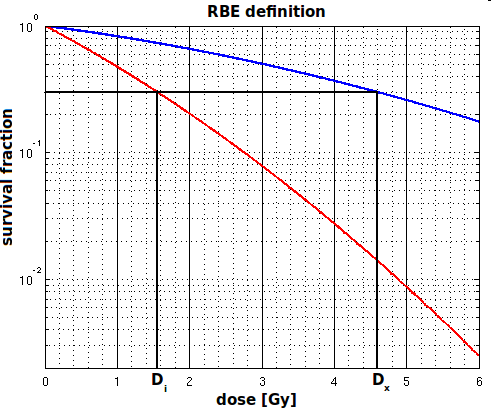 RBE definition
survival fraction
10^0
10^-1
10^-2
0 1 2 3 4 5 6
D_i D_x
dose [Gy]